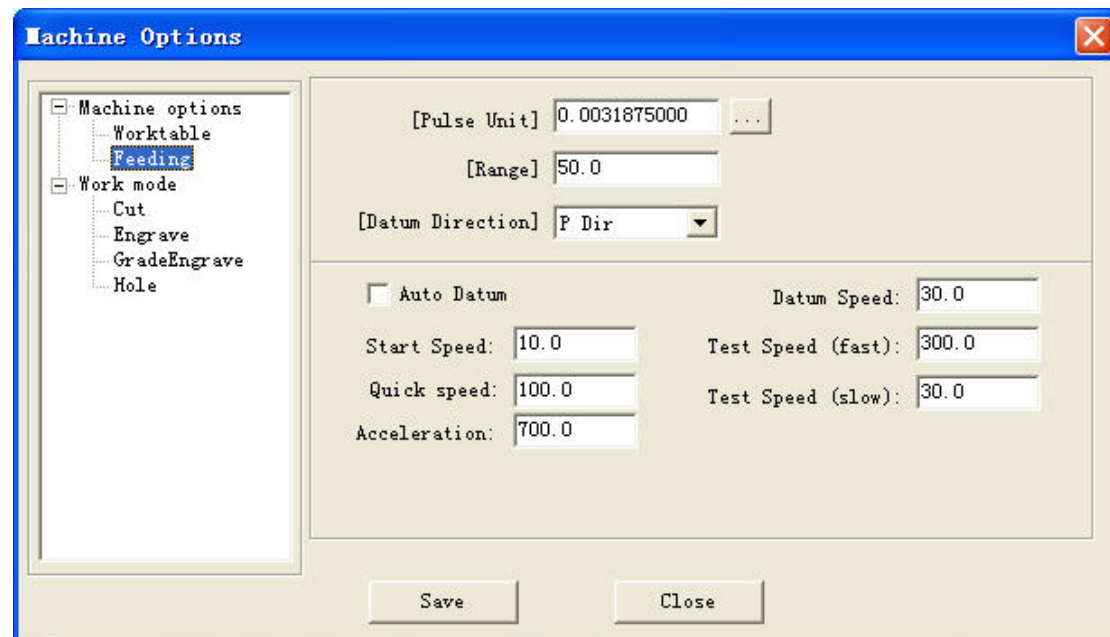 Machine Options
Machine options
Worktable
Feeding
Work mode
Cut
Engrave
GradeEngrave
Hole
[Pulse Unit] 0.0031875000 ...
[Range] 50.0
[Datum Direction] P Dir
Auto Datum
Datum Speed: 30.0
Start Speed: 10.0
Test Speed (fast): 300.0
Quick speed: 100.0
Test Speed (slow): 30.0
Acceleration: 700.0
Save Close